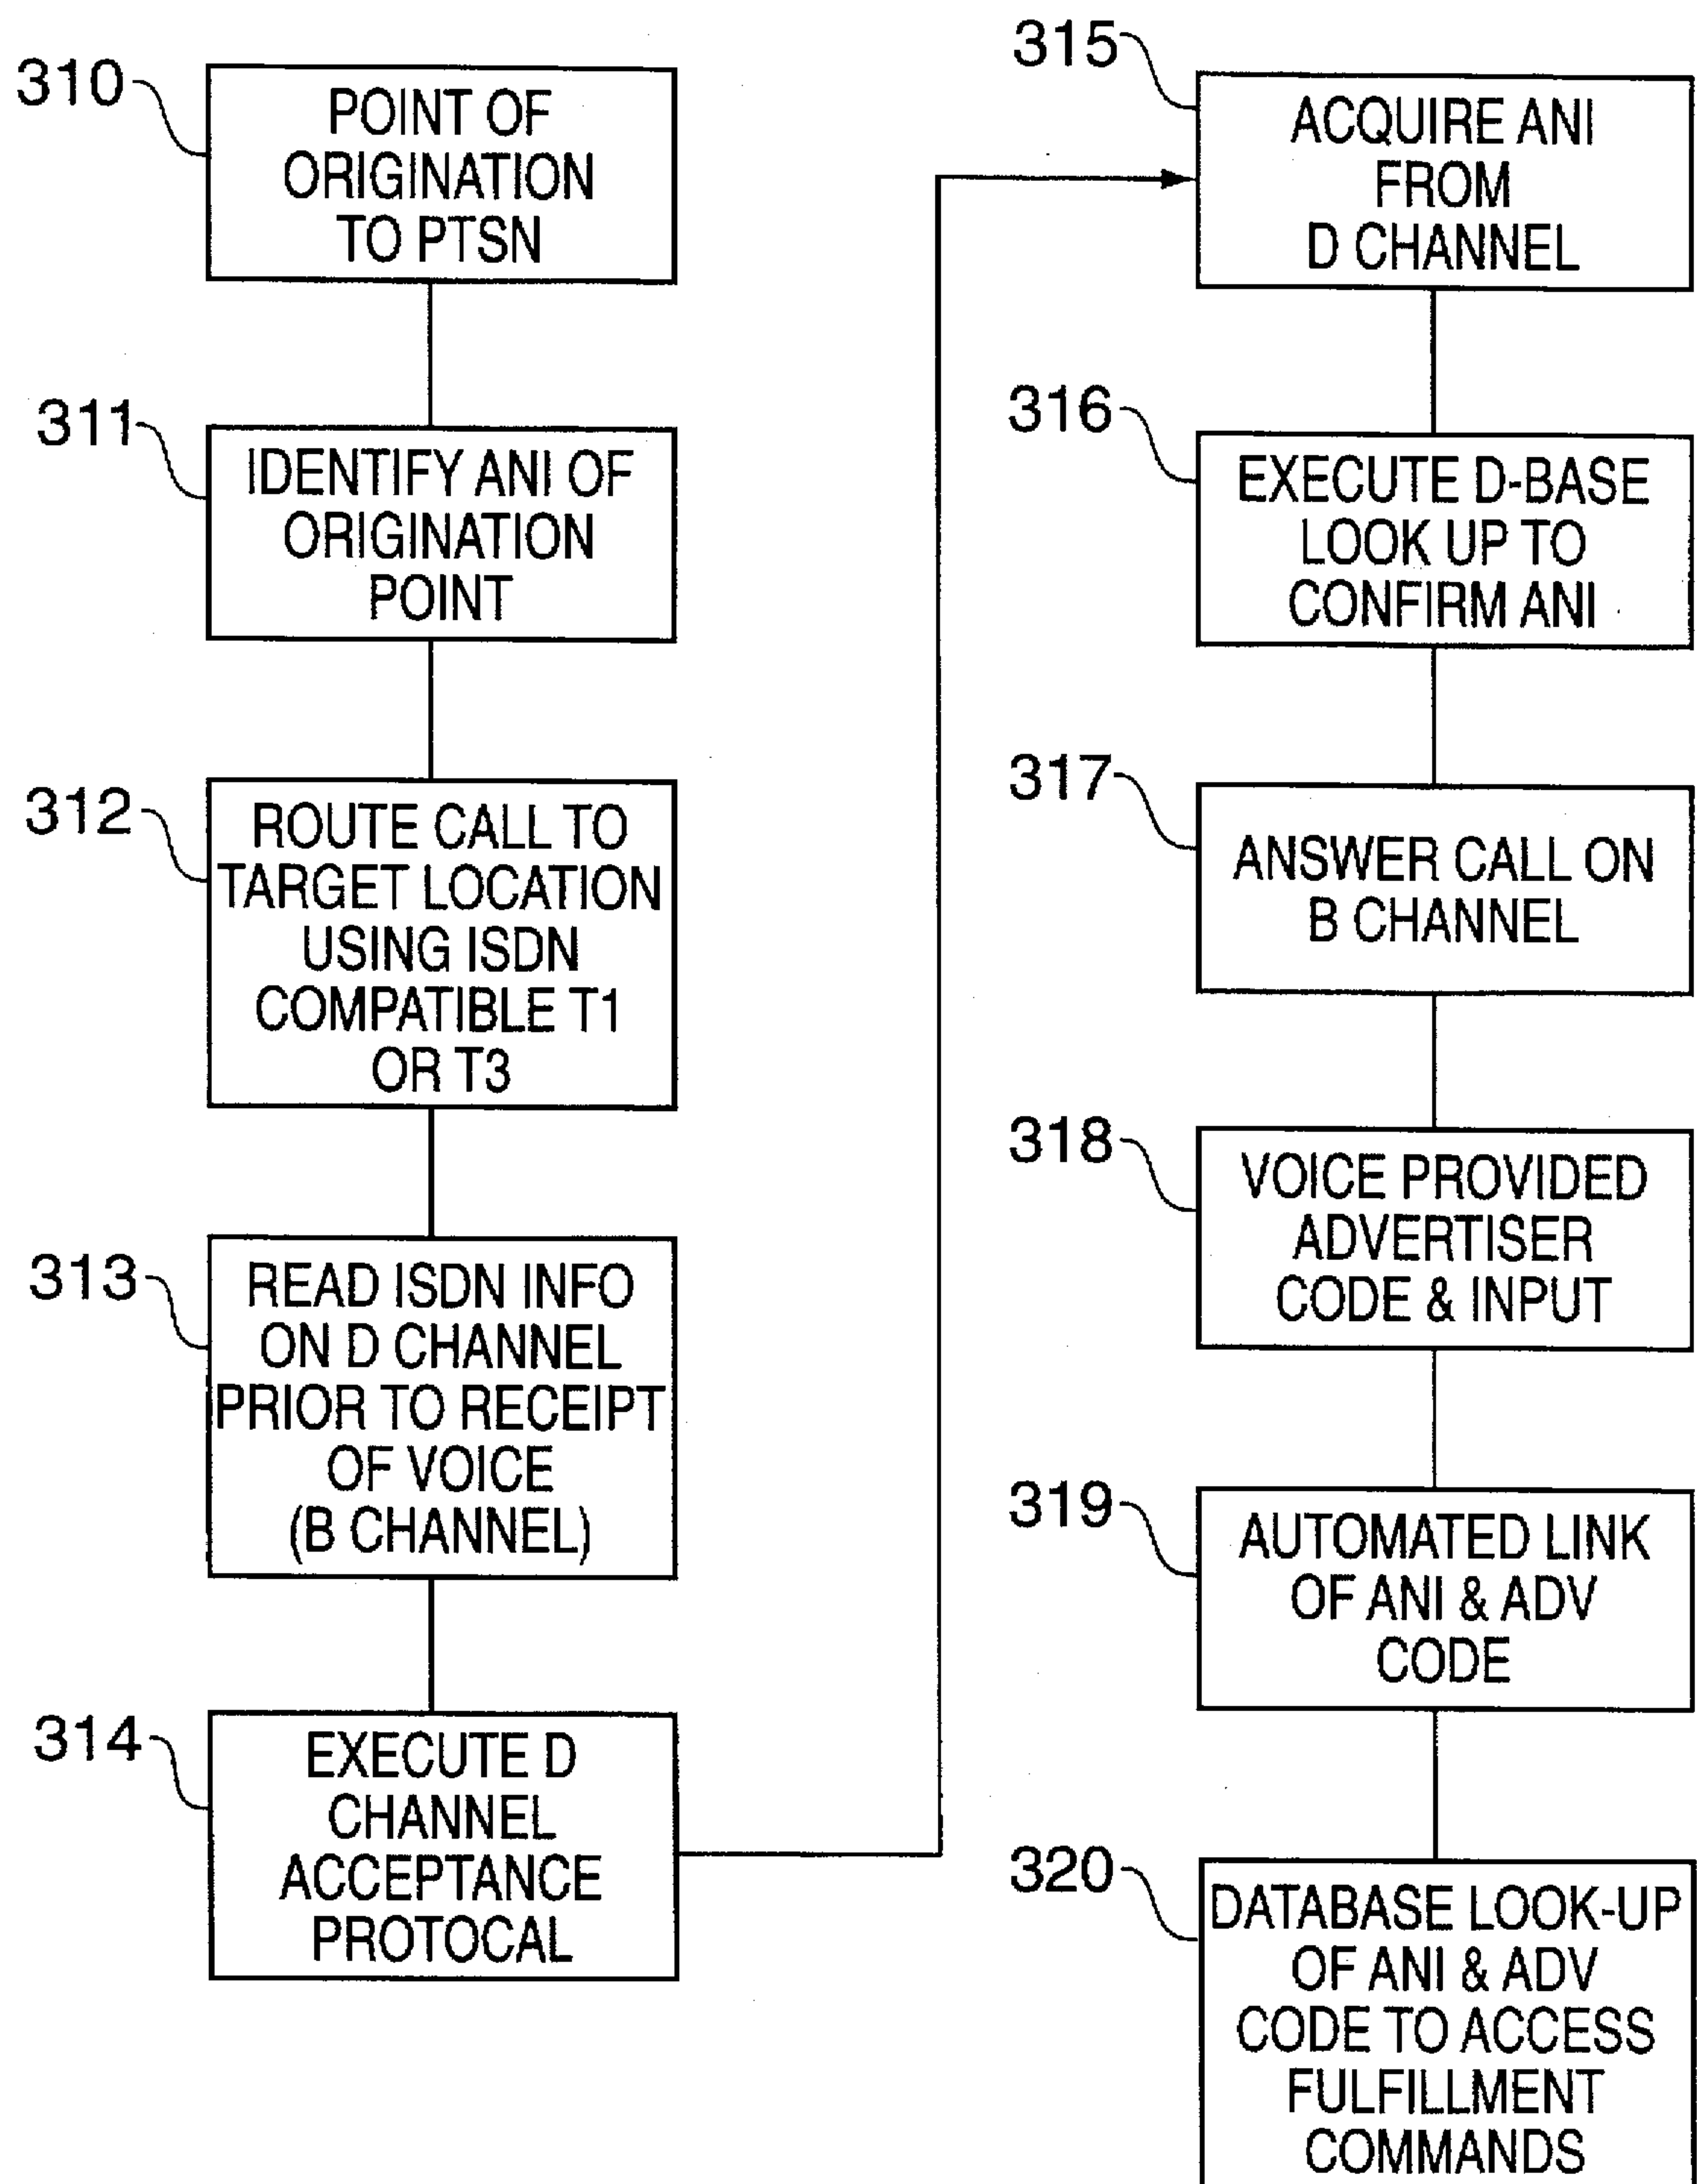 310
POINT OF
ORIGINATION
TO PTSN
311
IDENTIFY ANI OF
ORIGINATION
POINT
312
ROUTE CALL TO
TARGET LOCATION
USING ISDN
COMPATIBLE T1
OR T3
313
READ ISDN INFO
ON D CHANNEL
PRIOR TO RECEIPT
OF VOICE
(B CHANNEL)
314
EXECUTE D
CHANNEL
ACCEPTANCE
PROTOCAL
315
ACQUIRE ANI
FROM
D CHANNEL
316
EXECUTE D-BASE
LOOK UP TO
CONFIRM ANI
317
ANSWER CALL ON
B CHANNEL
318
VOICE PROVIDED
ADVERTISER
CODE & INPUT
319
AUTOMATED LINK
OF ANI & ADV
CODE
320
DATABASE LOOK-UP
OF ANI & ADV
CODE TO ACCESS
FULFILLMENT
COMMANDS